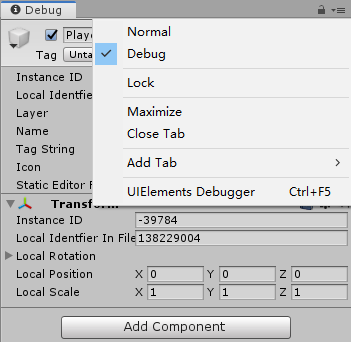 Debug
Playe
Tag Unta
Instance ID
Local Identfie
Layer
Name
Tag String
Icon
Static Editor F
Normal
Debug
Lock
Maximize
Close Tab
Add Tab
UIElements Debugger Ctrl+F5
Transform
Instance ID -39784
Local Identfier In File 138229004
Local Rotation
Local Position X 0 Y 0 Z 0
Local Scale X 1 Y 1 Z 1
Add Component